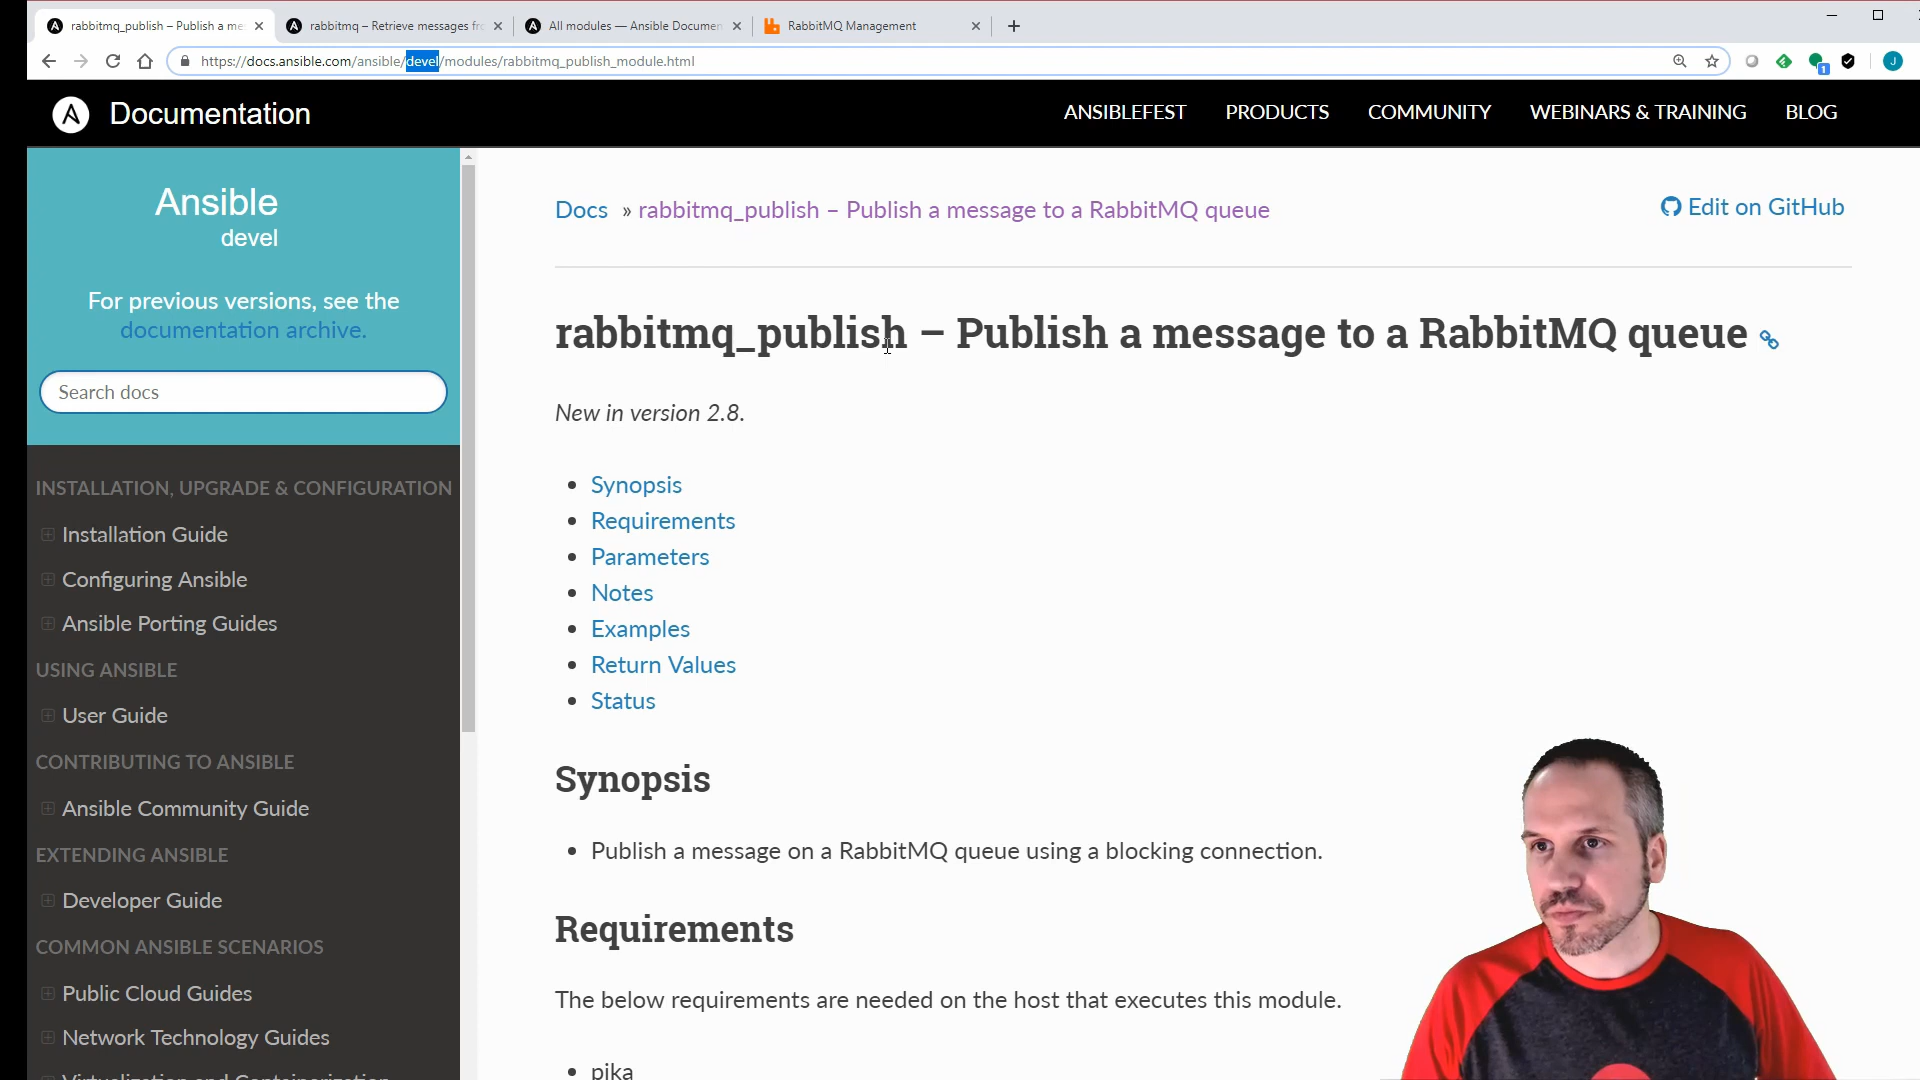 rabbitmq_publish – Publish a me
rabbitmq – Retrieve messages fr
All modules — Ansible Documen
RabbitMQ Management
https://docs.ansible.com/ansible/devel/modules/rabbitmq_publish_module.html
1
J
Documentation
ANSIBLEFEST
PRODUCTS
COMMUNITY
WEBINARS & TRAINING
BLOG
Ansible
devel
For previous versions, see the
documentation archive.
Search docs
INSTALLATION, UPGRADE & CONFIGURATION
Installation Guide
Configuring Ansible
Ansible Porting Guides
USING ANSIBLE
User Guide
CONTRIBUTING TO ANSIBLE
Ansible Community Guide
EXTENDING ANSIBLE
Developer Guide
COMMON ANSIBLE SCENARIOS
Public Cloud Guides
Network Technology Guides
Virtualization and Containerization
Docs » rabbitmq_publish – Publish a message to a RabbitMQ queue
Edit on GitHub
rabbitmq_publish – Publish a message to a RabbitMQ queue
New in version 2.8.
• Synopsis
• Requirements
• Parameters
• Notes
• Examples
• Return Values
• Status
Synopsis
• Publish a message on a RabbitMQ queue using a blocking connection.
Requirements
The below requirements are needed on the host that executes this module.
• pika